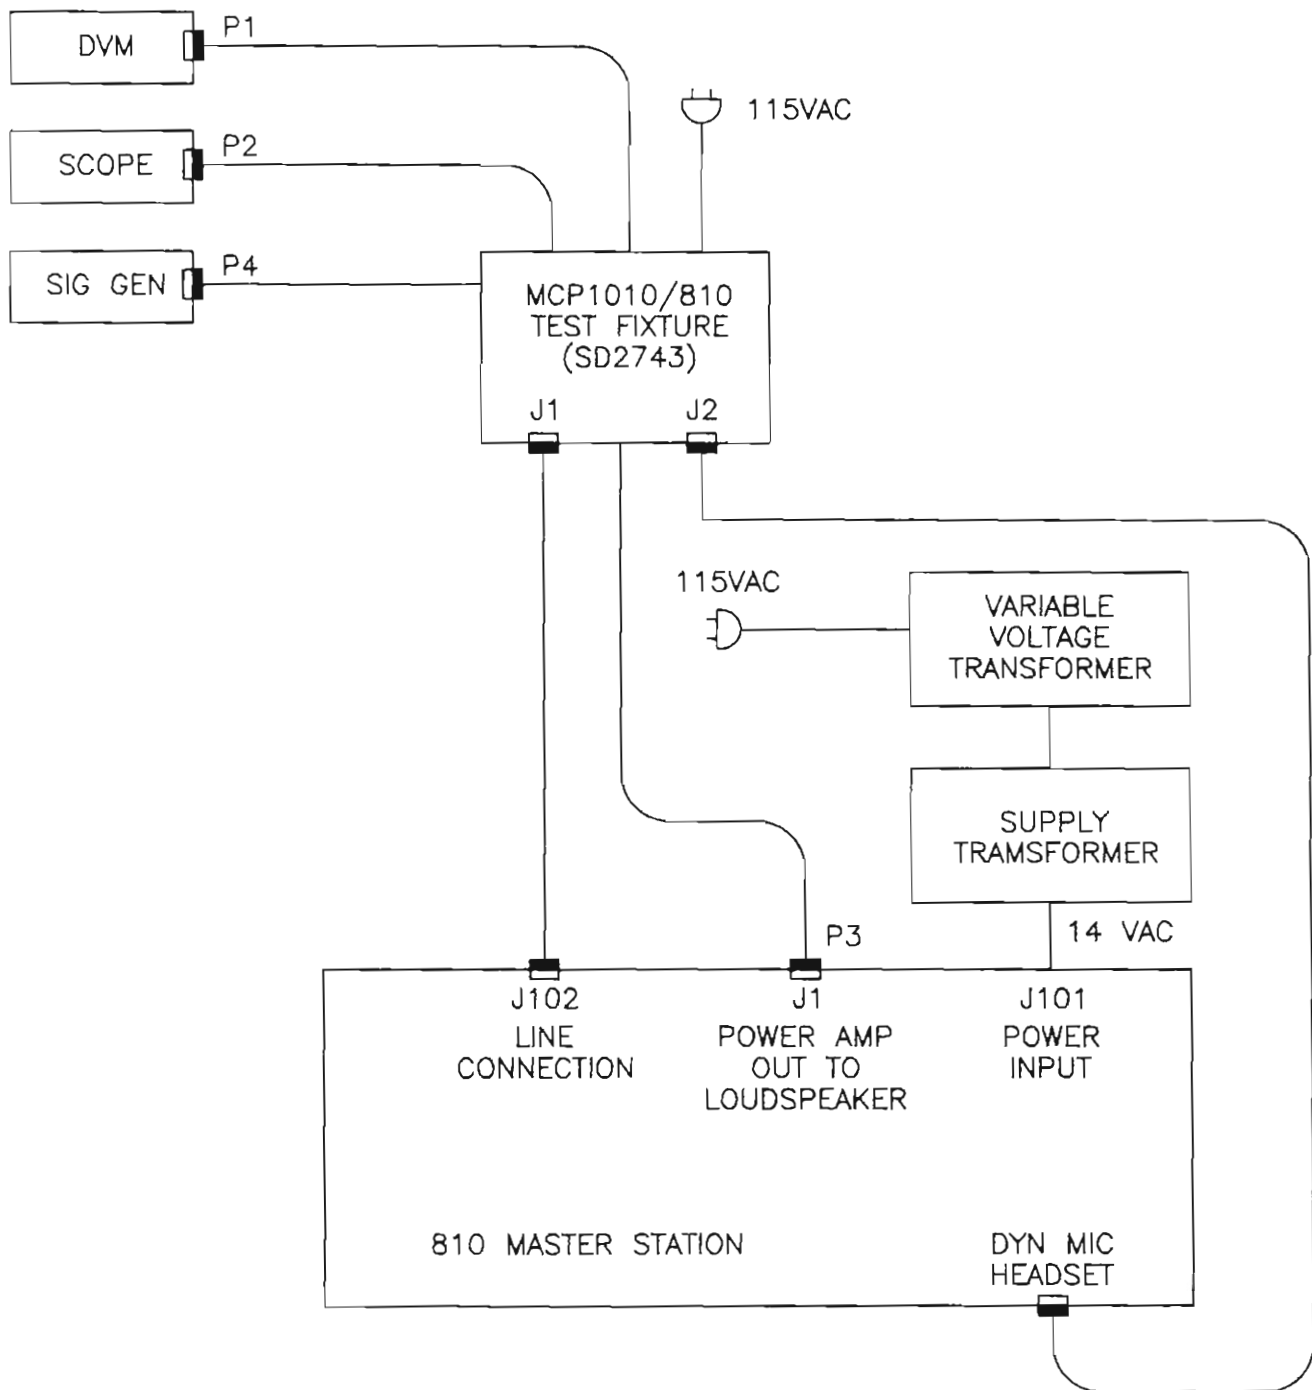 DVM
P1
115VAC
SCOPE
P2
SIG GEN
P4
MCP1010/810
TEST FIXTURE
(SD2743)
J1
J2
115VAC
VARIABLE
VOLTAGE
TRANSFORMER
SUPPLY
TRAMSFORMER
14 VAC
P3
J102
LINE
CONNECTION
J1
POWER AMP
OUT TO
LOUDSPEAKER
J101
POWER
INPUT
810 MASTER STATION
DYN MIC
HEADSET